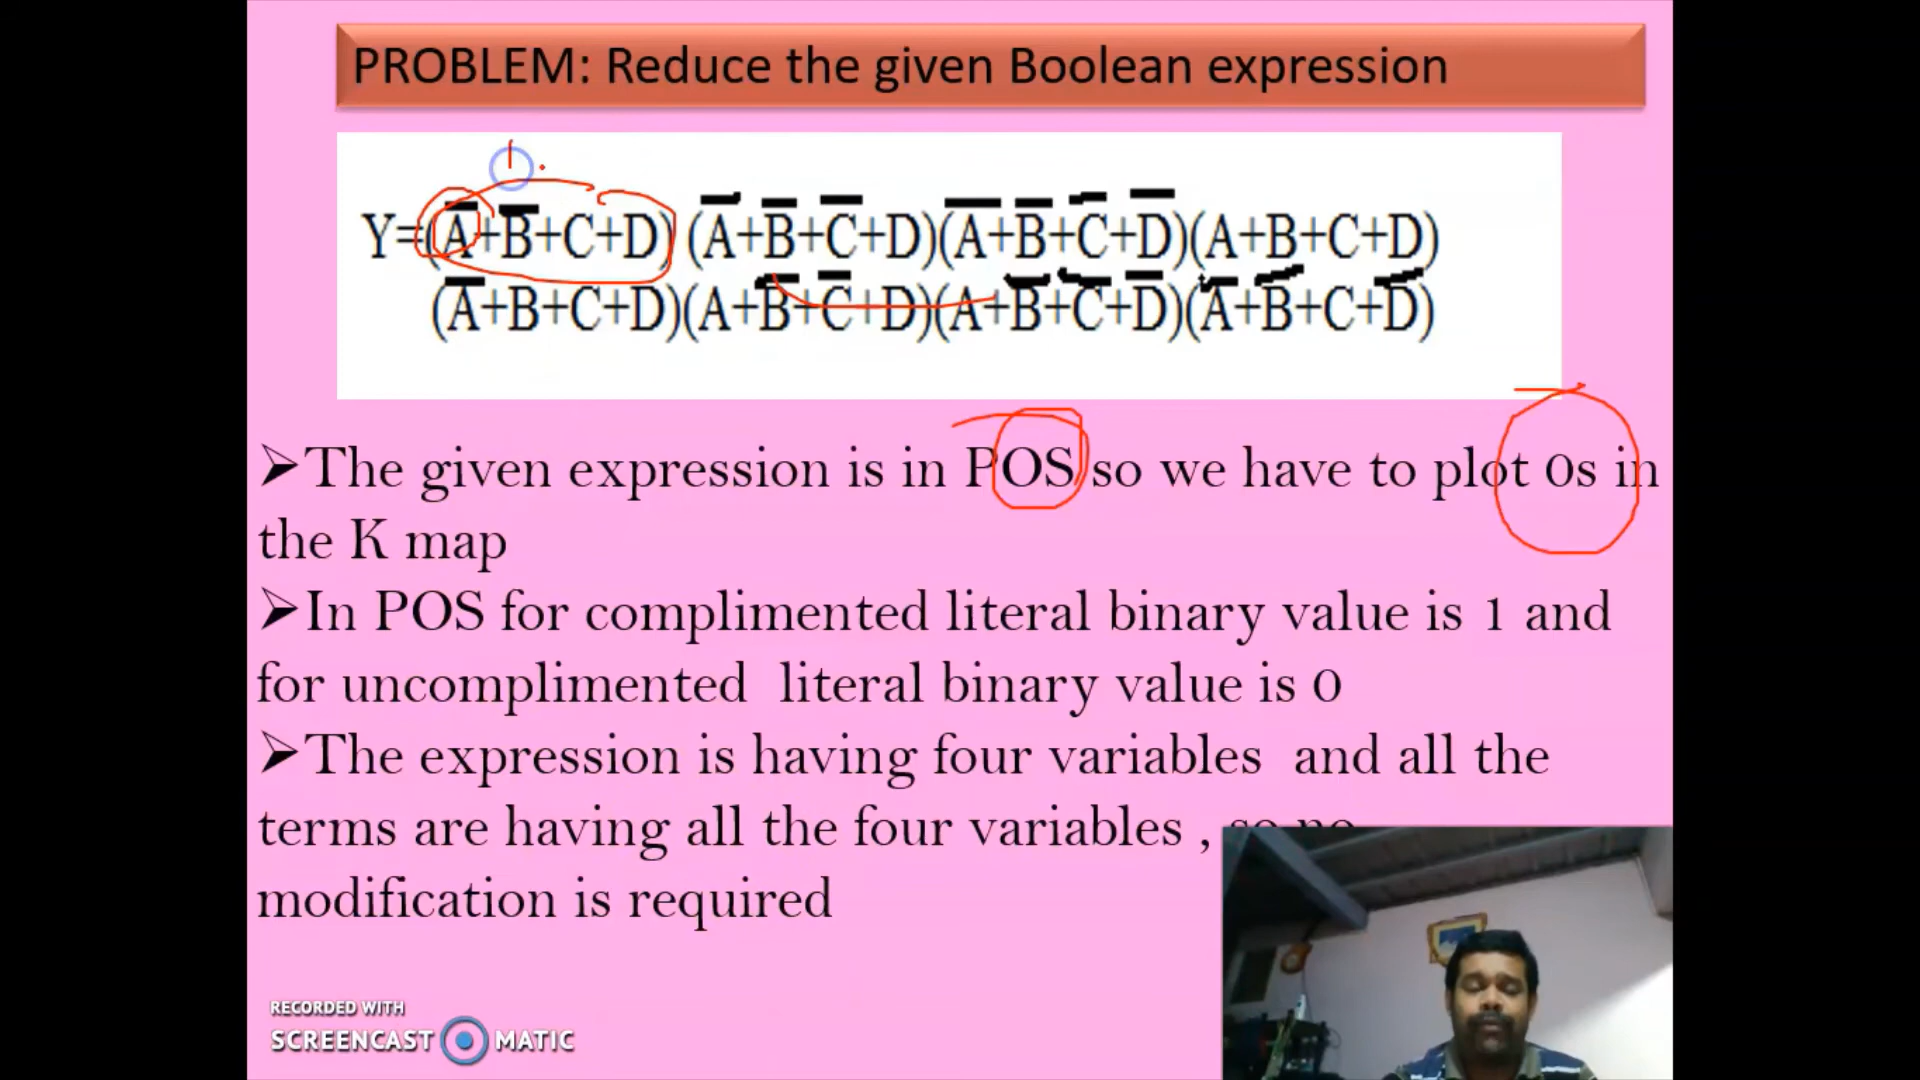 PROBLEM: Reduce the given Boolean expression
Y=(A̅+B̅+C+D) (A̅+B̅+C̅+D)(A̅+B̅+C̅+D̅)(A+B+C+D)
(A̅+B+C+D)(A+B̅+C̅+D)(A+B̅+C̅+D̅)(A̅+B̅+C+D̅)
➢The given expression is in POS so we have to plot 0s in
the K map
➢In POS for complimented literal binary value is 1 and
for uncomplimented literal binary value is 0
➢The expression is having four variables and all the
terms are having all the four variables , so no
modification is required
RECORDED WITH
SCREENCAST MATIC